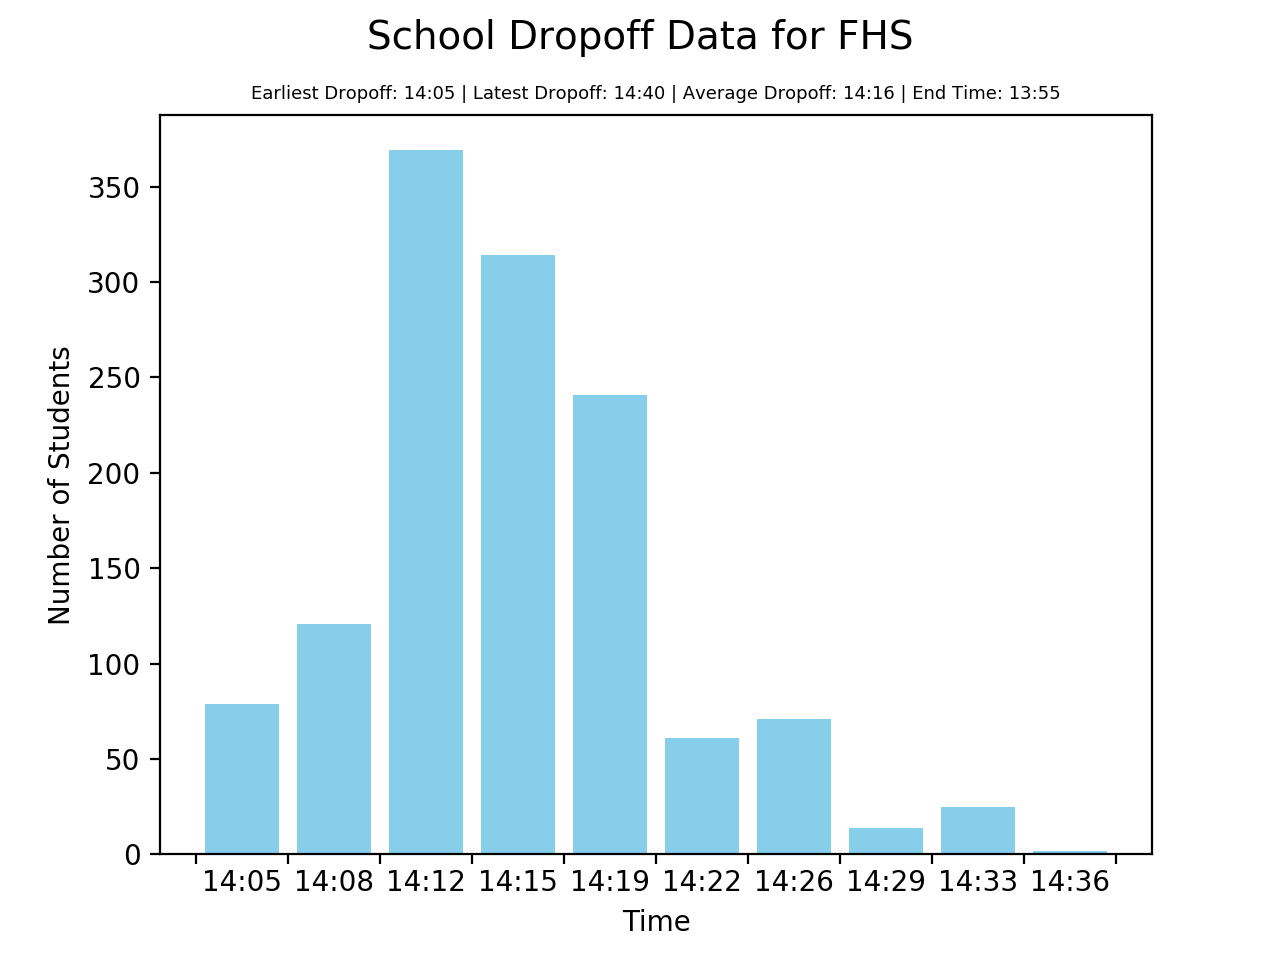 School Dropoff Data for FHS
Earliest Dropoff: 14:05 | Latest Dropoff: 14:40 | Average Dropoff: 14:16 | End Time: 13:55
Number of Students
350
300
250
200
150
100
50
0
14:05 14:08 14:12 14:15 14:19 14:22 14:26 14:29 14:33 14:36
Time